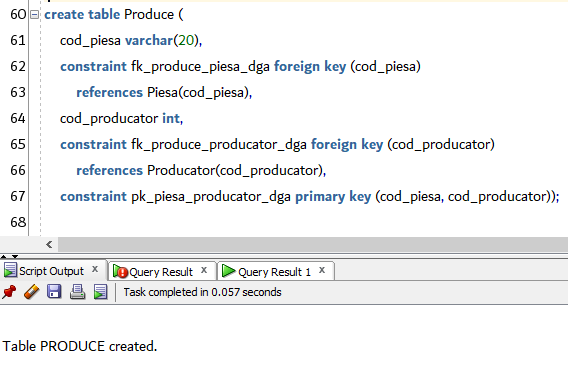 60 create table Produce (
61 cod_piesa varchar(20),
62 constraint fk_produce_piesa_dga foreign key (cod_piesa)
63 references Piesa(cod_piesa),
64 cod_producator int,
65 constraint fk_produce_producator_dga foreign key (cod_producator)
66 references Producator(cod_producator),
67 constraint pk_piesa_producator_dga primary key (cod_piesa, cod_producator));
68
Script Output x Query Result x Query Result 1 x
Task completed in 0.057 seconds
Table PRODUCE created.